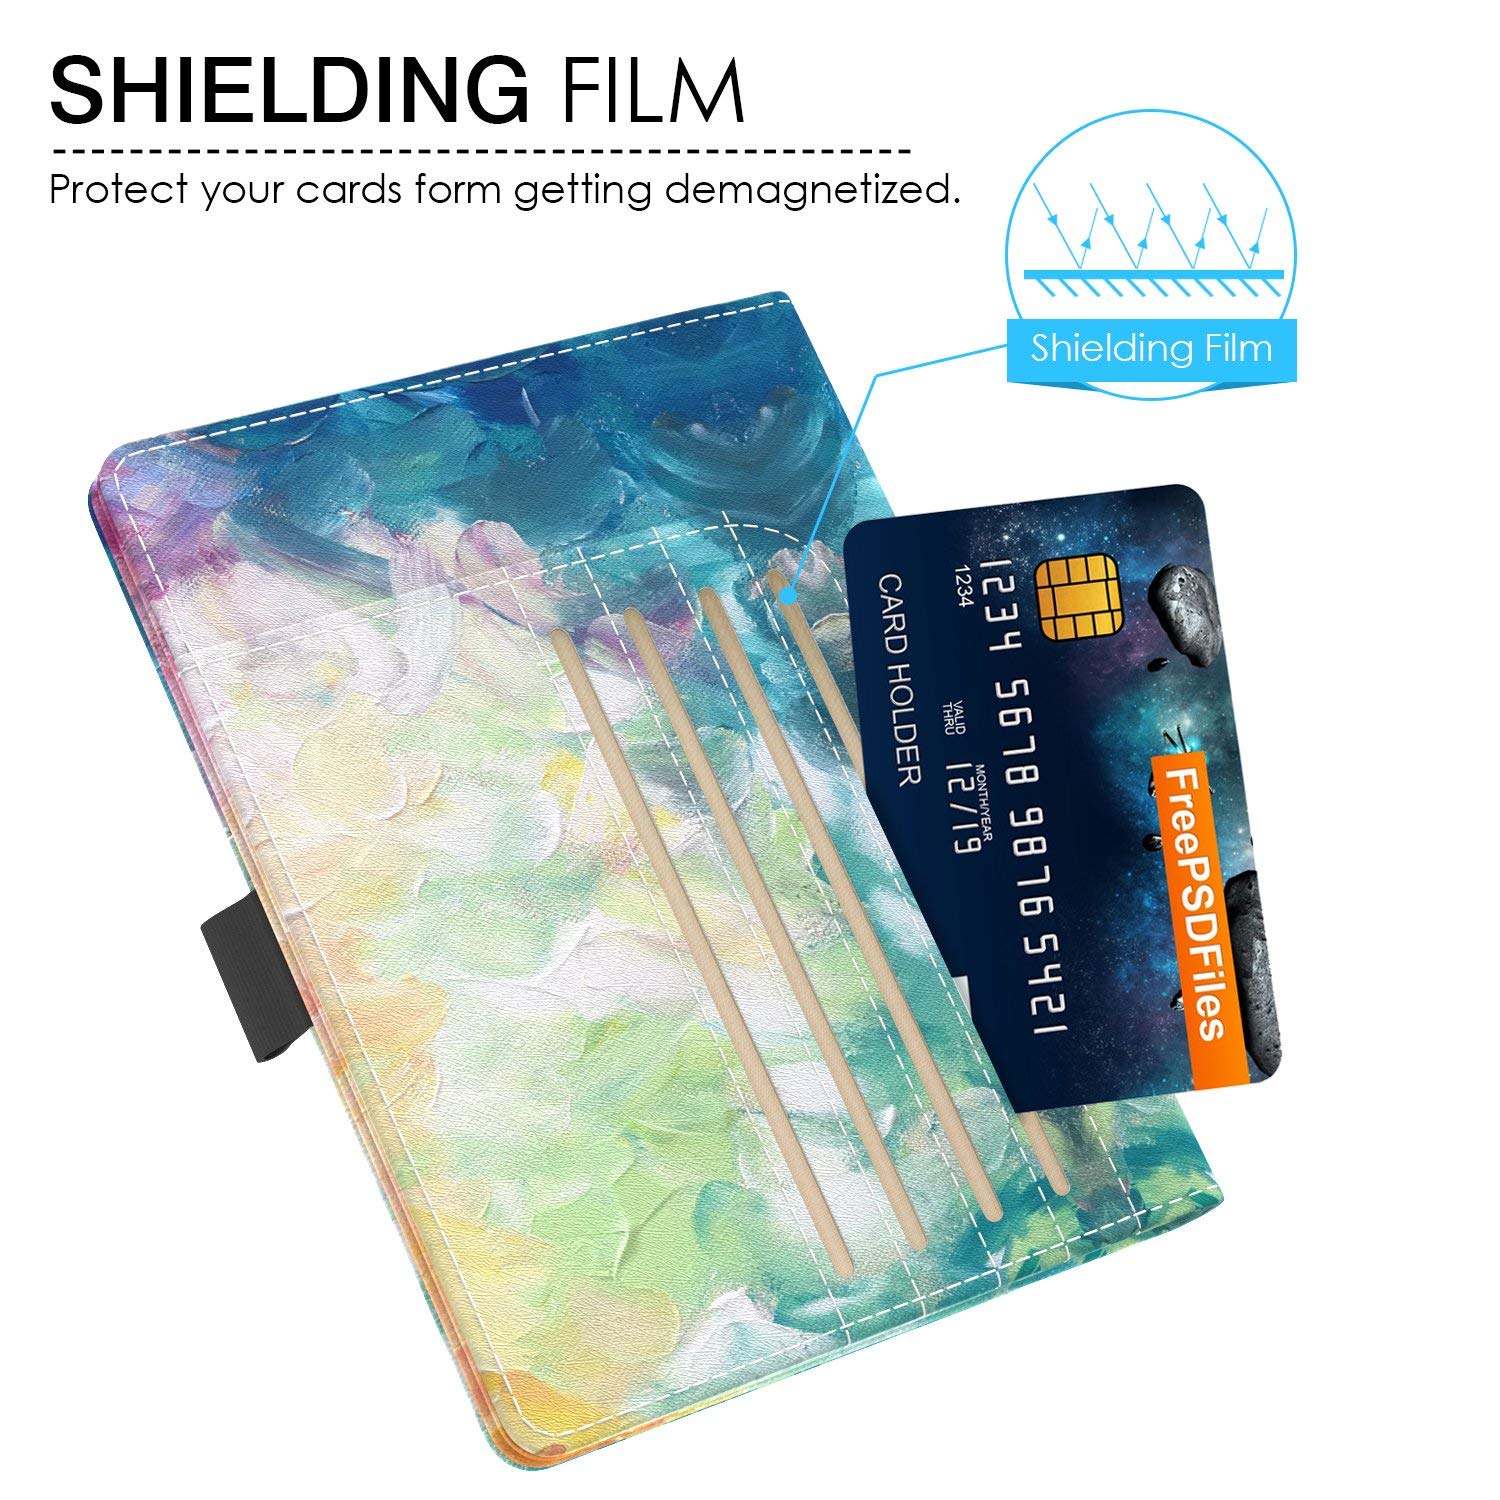 SHIELDING FILM
Protect your cards form getting demagnetized.
Shielding Film
1234 5678 9876 5421
1234
CARD HOLDER
VALID
THRU
MONTH/YEAR
12/19
FreePSDFiles